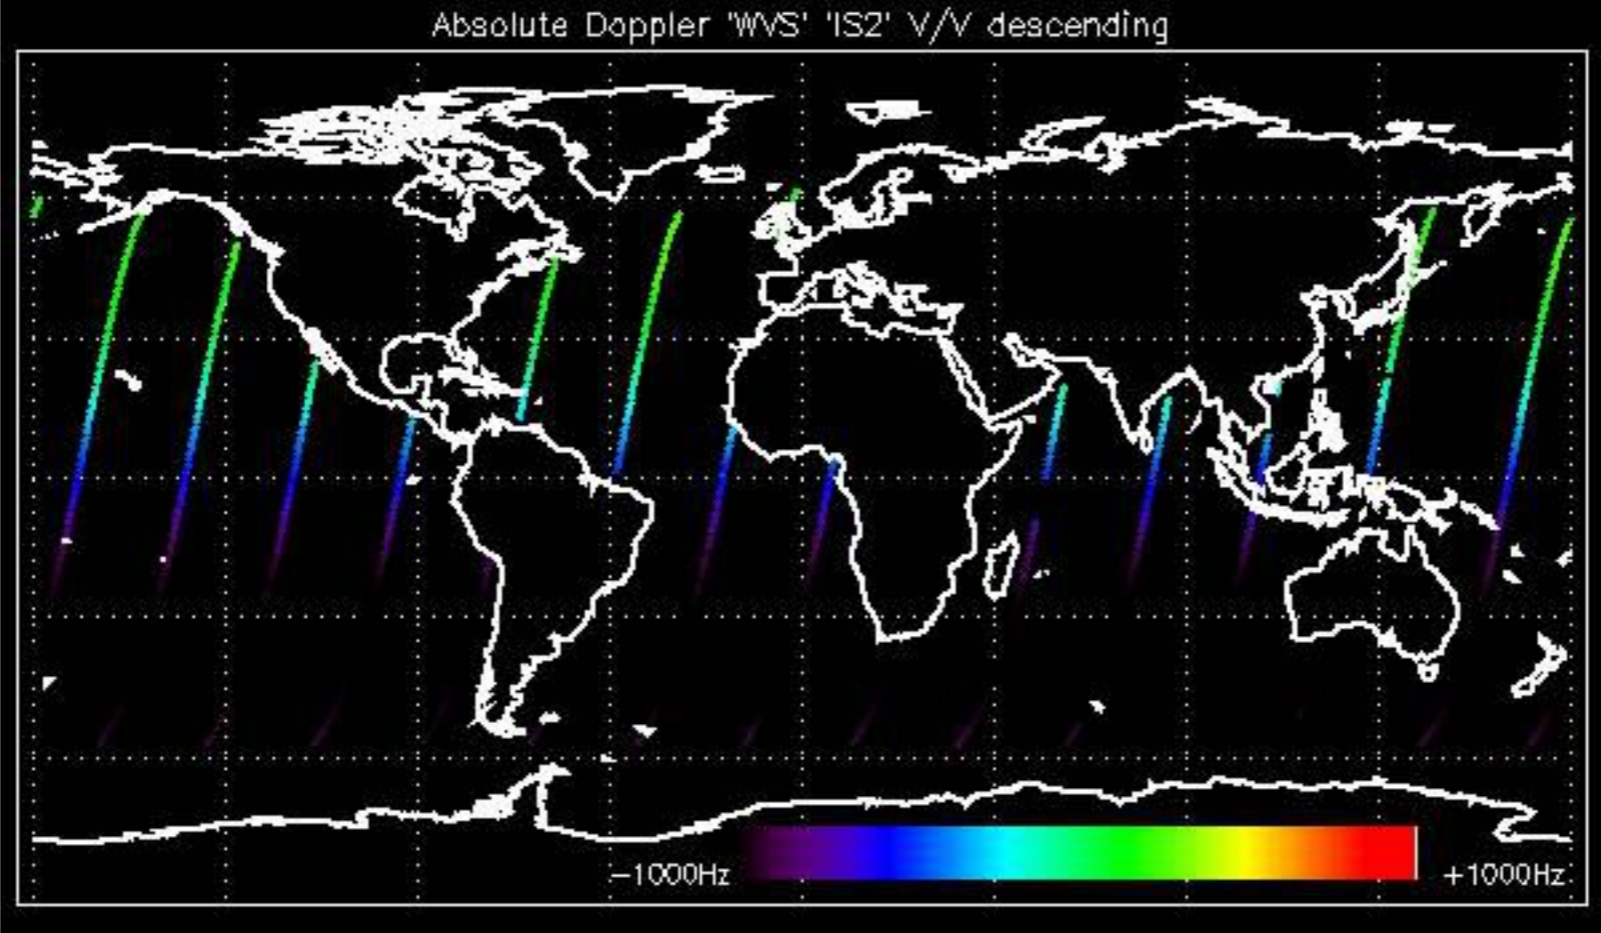 Absolute Doppler 'WVS' 'IS2' V/V descending
−1000Hz
+1000Hz